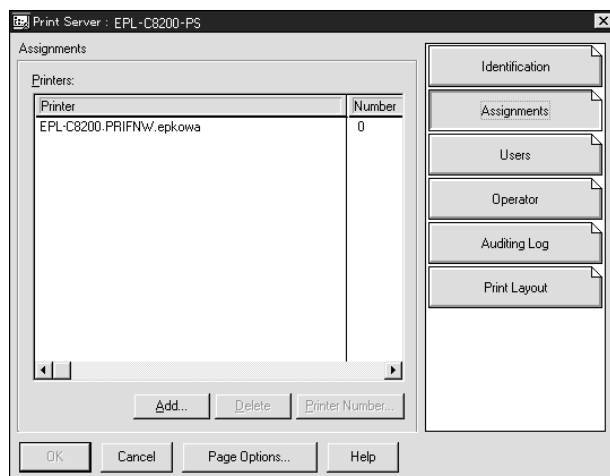 Print Server : EPL-C8200-PS
Assignments
Printers:
Printer Number
EPL-C8200.PRIFNW.epkowa 0
Add... Delete Printer Number...
OK Cancel Page Options... Help
Identification
Assignments
Users
Operator
Auditing Log
Print Layout